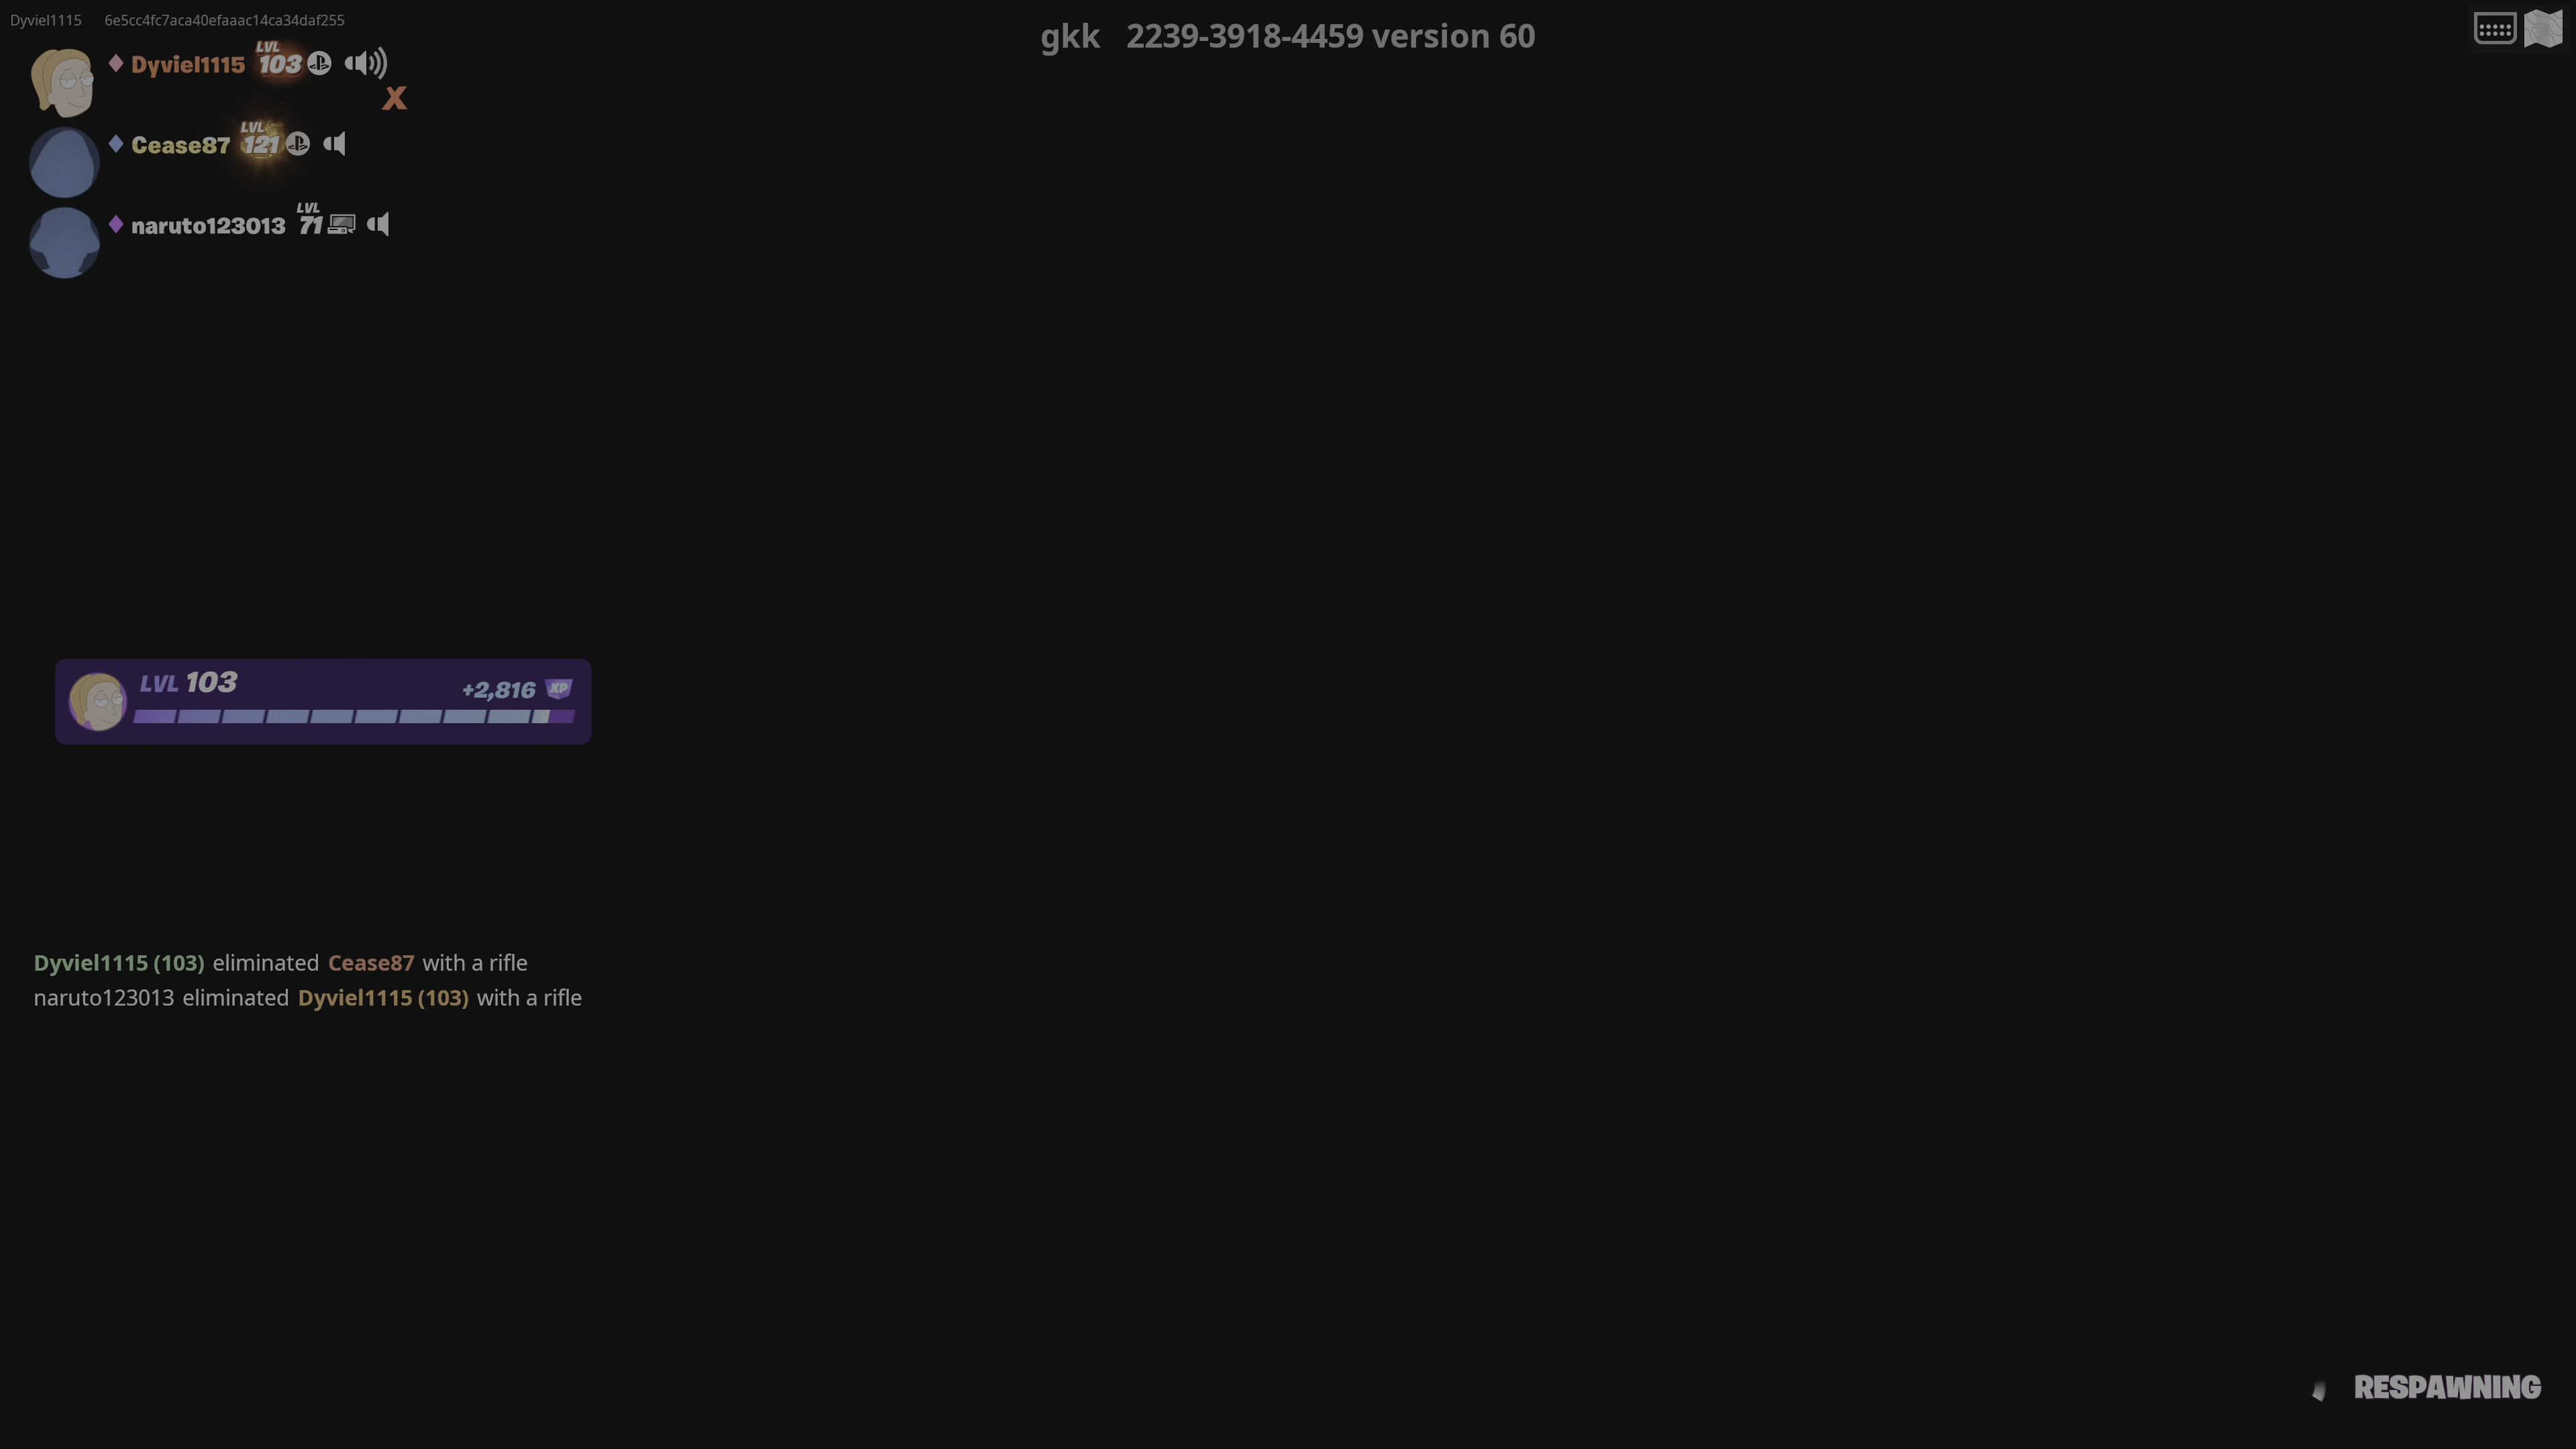 Dyviel1115 6e5cc4fc7aca40efaaac14ca34daf255
gkk 2239-3918-4459 version 60
Dyviel1115 LVL 103
X
Cease87 LVL 121
naruto123013 LVL 71
LVL 103 +2,816 XP
Dyviel1115 (103) eliminated Cease87 with a rifle
naruto123013 eliminated Dyviel1115 (103) with a rifle
RESPAWNING